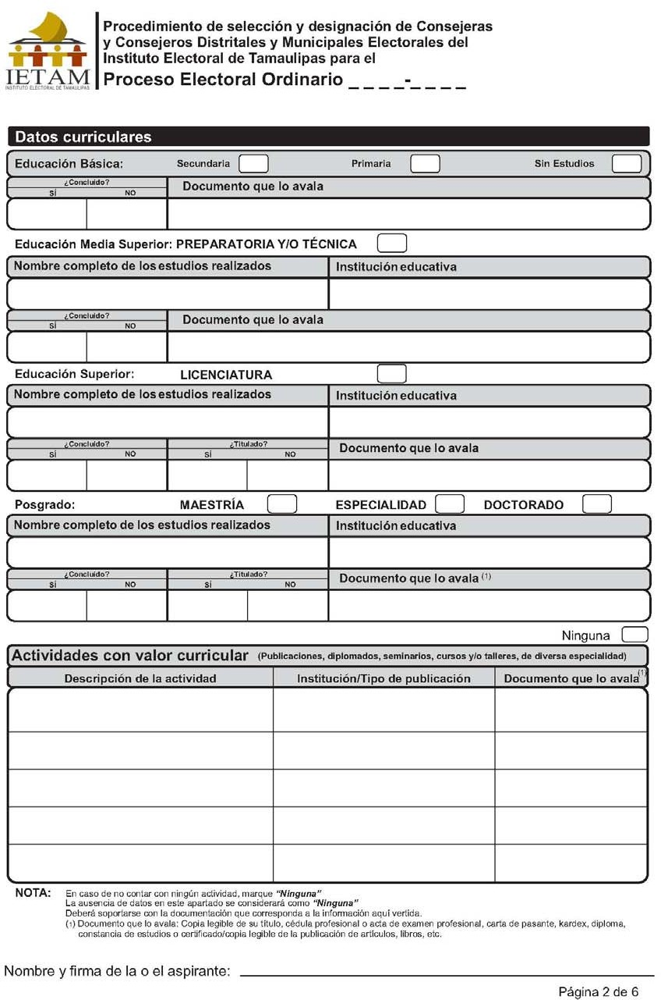 IETAM
INSTITUTO ELECTORAL DE TAMAULIPAS
Procedimiento de selección y designación de Consejeras
y Consejeros Distritales y Municipales Electorales del
Instituto Electoral de Tamaulipas para el
Proceso Electoral Ordinario _ _ _ _-_ _ _ _
Datos curriculares
Educación Básica: Secundaria Primaria Sin Estudios
¿Concluido? Documento que lo avala
SÍ NO
Educación Media Superior: PREPARATORIA Y/O TÉCNICA
Nombre completo de los estudios realizados Institución educativa
¿Concluido? Documento que lo avala
SÍ NO
Educación Superior: LICENCIATURA
Nombre completo de los estudios realizados Institución educativa
¿Concluido? ¿Titulado? Documento que lo avala
SÍ NO SÍ NO
Posgrado: MAESTRÍA ESPECIALIDAD DOCTORADO
Nombre completo de los estudios realizados Institución educativa
¿Concluido? ¿Titulado? Documento que lo avala (1)
SÍ NO SÍ NO
Ninguna
Actividades con valor curricular (Publicaciones, diplomados, seminarios, cursos y/o talleres, de diversa especialidad)
Descripción de la actividad Institución/Tipo de publicación Documento que lo avala (1)
NOTA: En caso de no contar con ningún actividad, marque “Ninguna”
La ausencia de datos en este apartado se considerará como “Ninguna”
Deberá soportarse con la documentación que corresponda a la información aquí vertida.
(1) Documento que lo avala: Copia legible de su título, cédula profesional o acta de examen profesional, carta de pasante, kardex, diploma,
constancia de estudios o certificado/copia legible de la publicación de artículos, libros, etc.
Nombre y firma de la o el aspirante:
Página 2 de 6